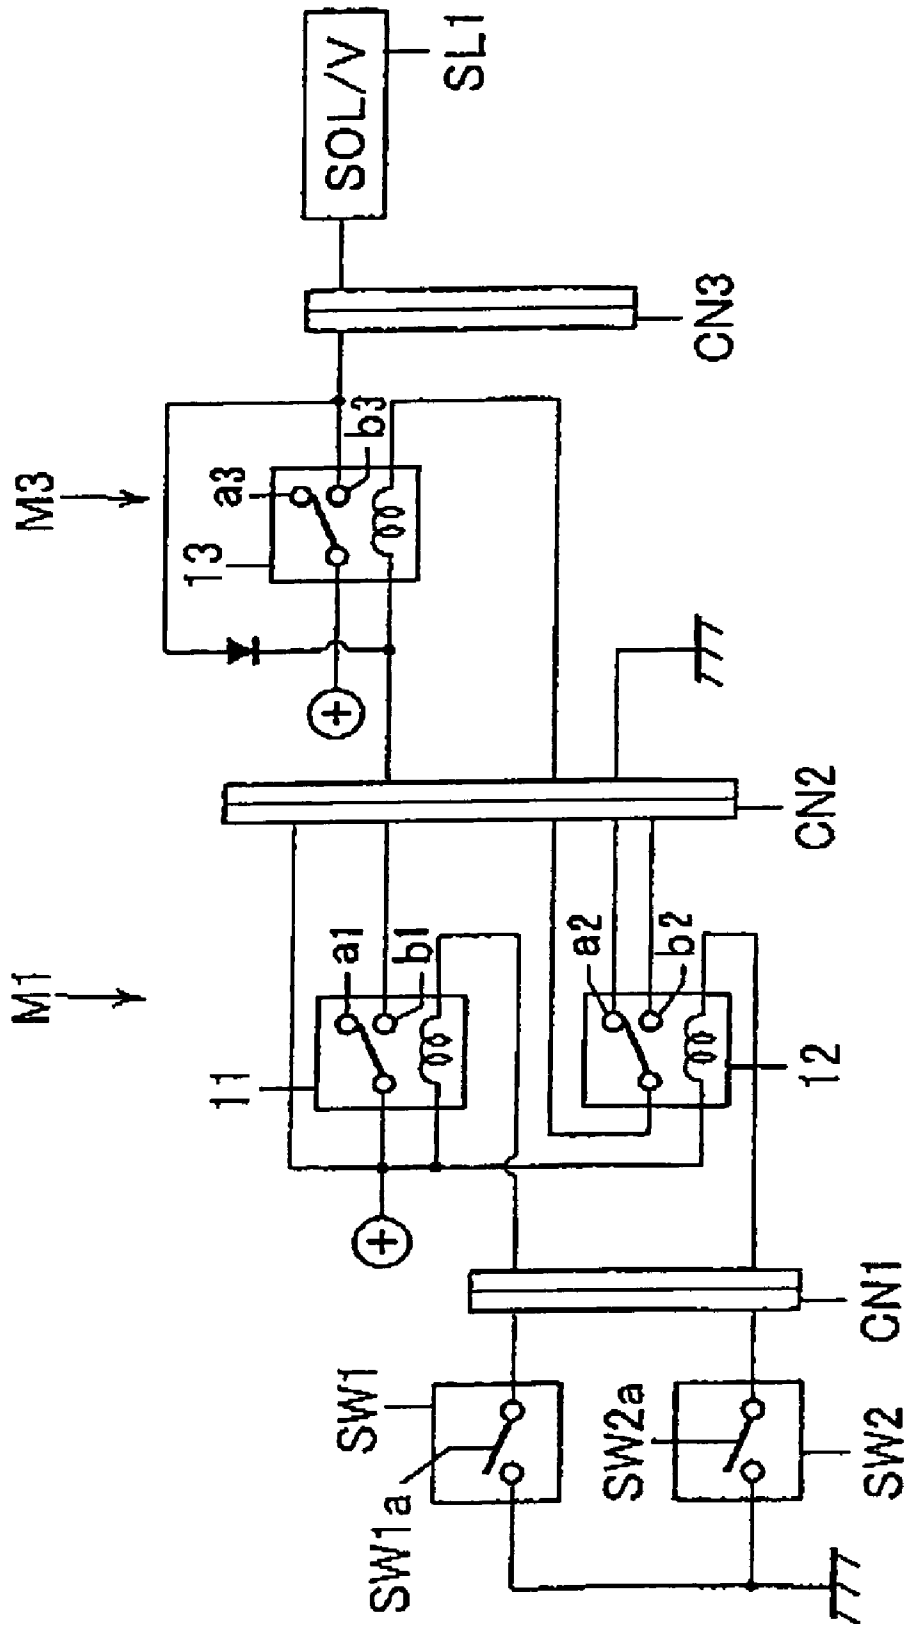 M1
M3
SOL/V
SL1
a3
b3
13
CN3
11
a1
b1
a2
b2
12
CN2
SW1
SW1a
SW2a
SW2
CN1
+
+